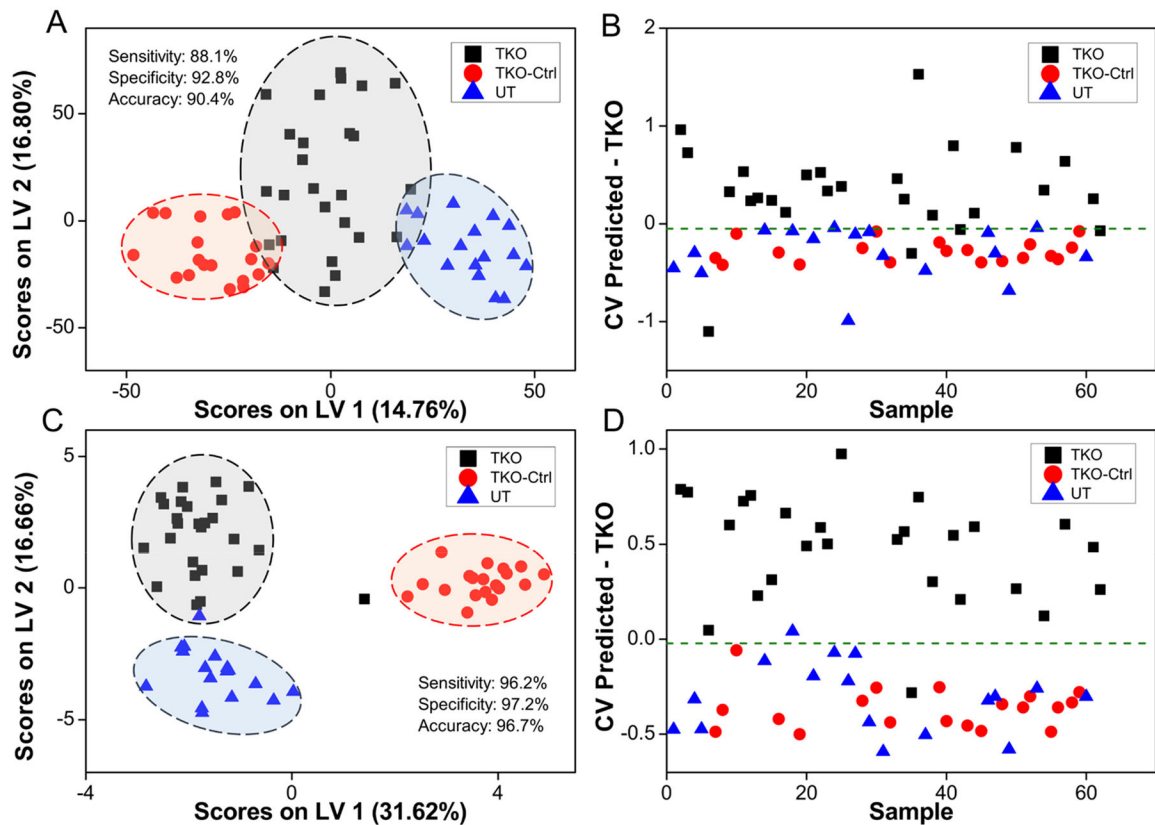 A
Sensitivity: 88.1%
Specificity: 92.8%
Accuracy: 90.4%
TKO
TKO-Ctrl
UT
Scores on LV 2 (16.80%)
50
0
-50
-50
0
50
Scores on LV 1 (14.76%)
B
TKO
TKO-Ctrl
UT
CV Predicted - TKO
2
1
0
-1
0
20
40
60
Sample
C
TKO
TKO-Ctrl
UT
Scores on LV 2 (16.66%)
5
0
-5
Sensitivity: 96.2%
Specificity: 97.2%
Accuracy: 96.7%
-4
0
4
Scores on LV 1 (31.62%)
D
TKO
TKO-Ctrl
UT
CV Predicted - TKO
1.0
0.5
0.0
-0.5
0
20
40
60
Sample